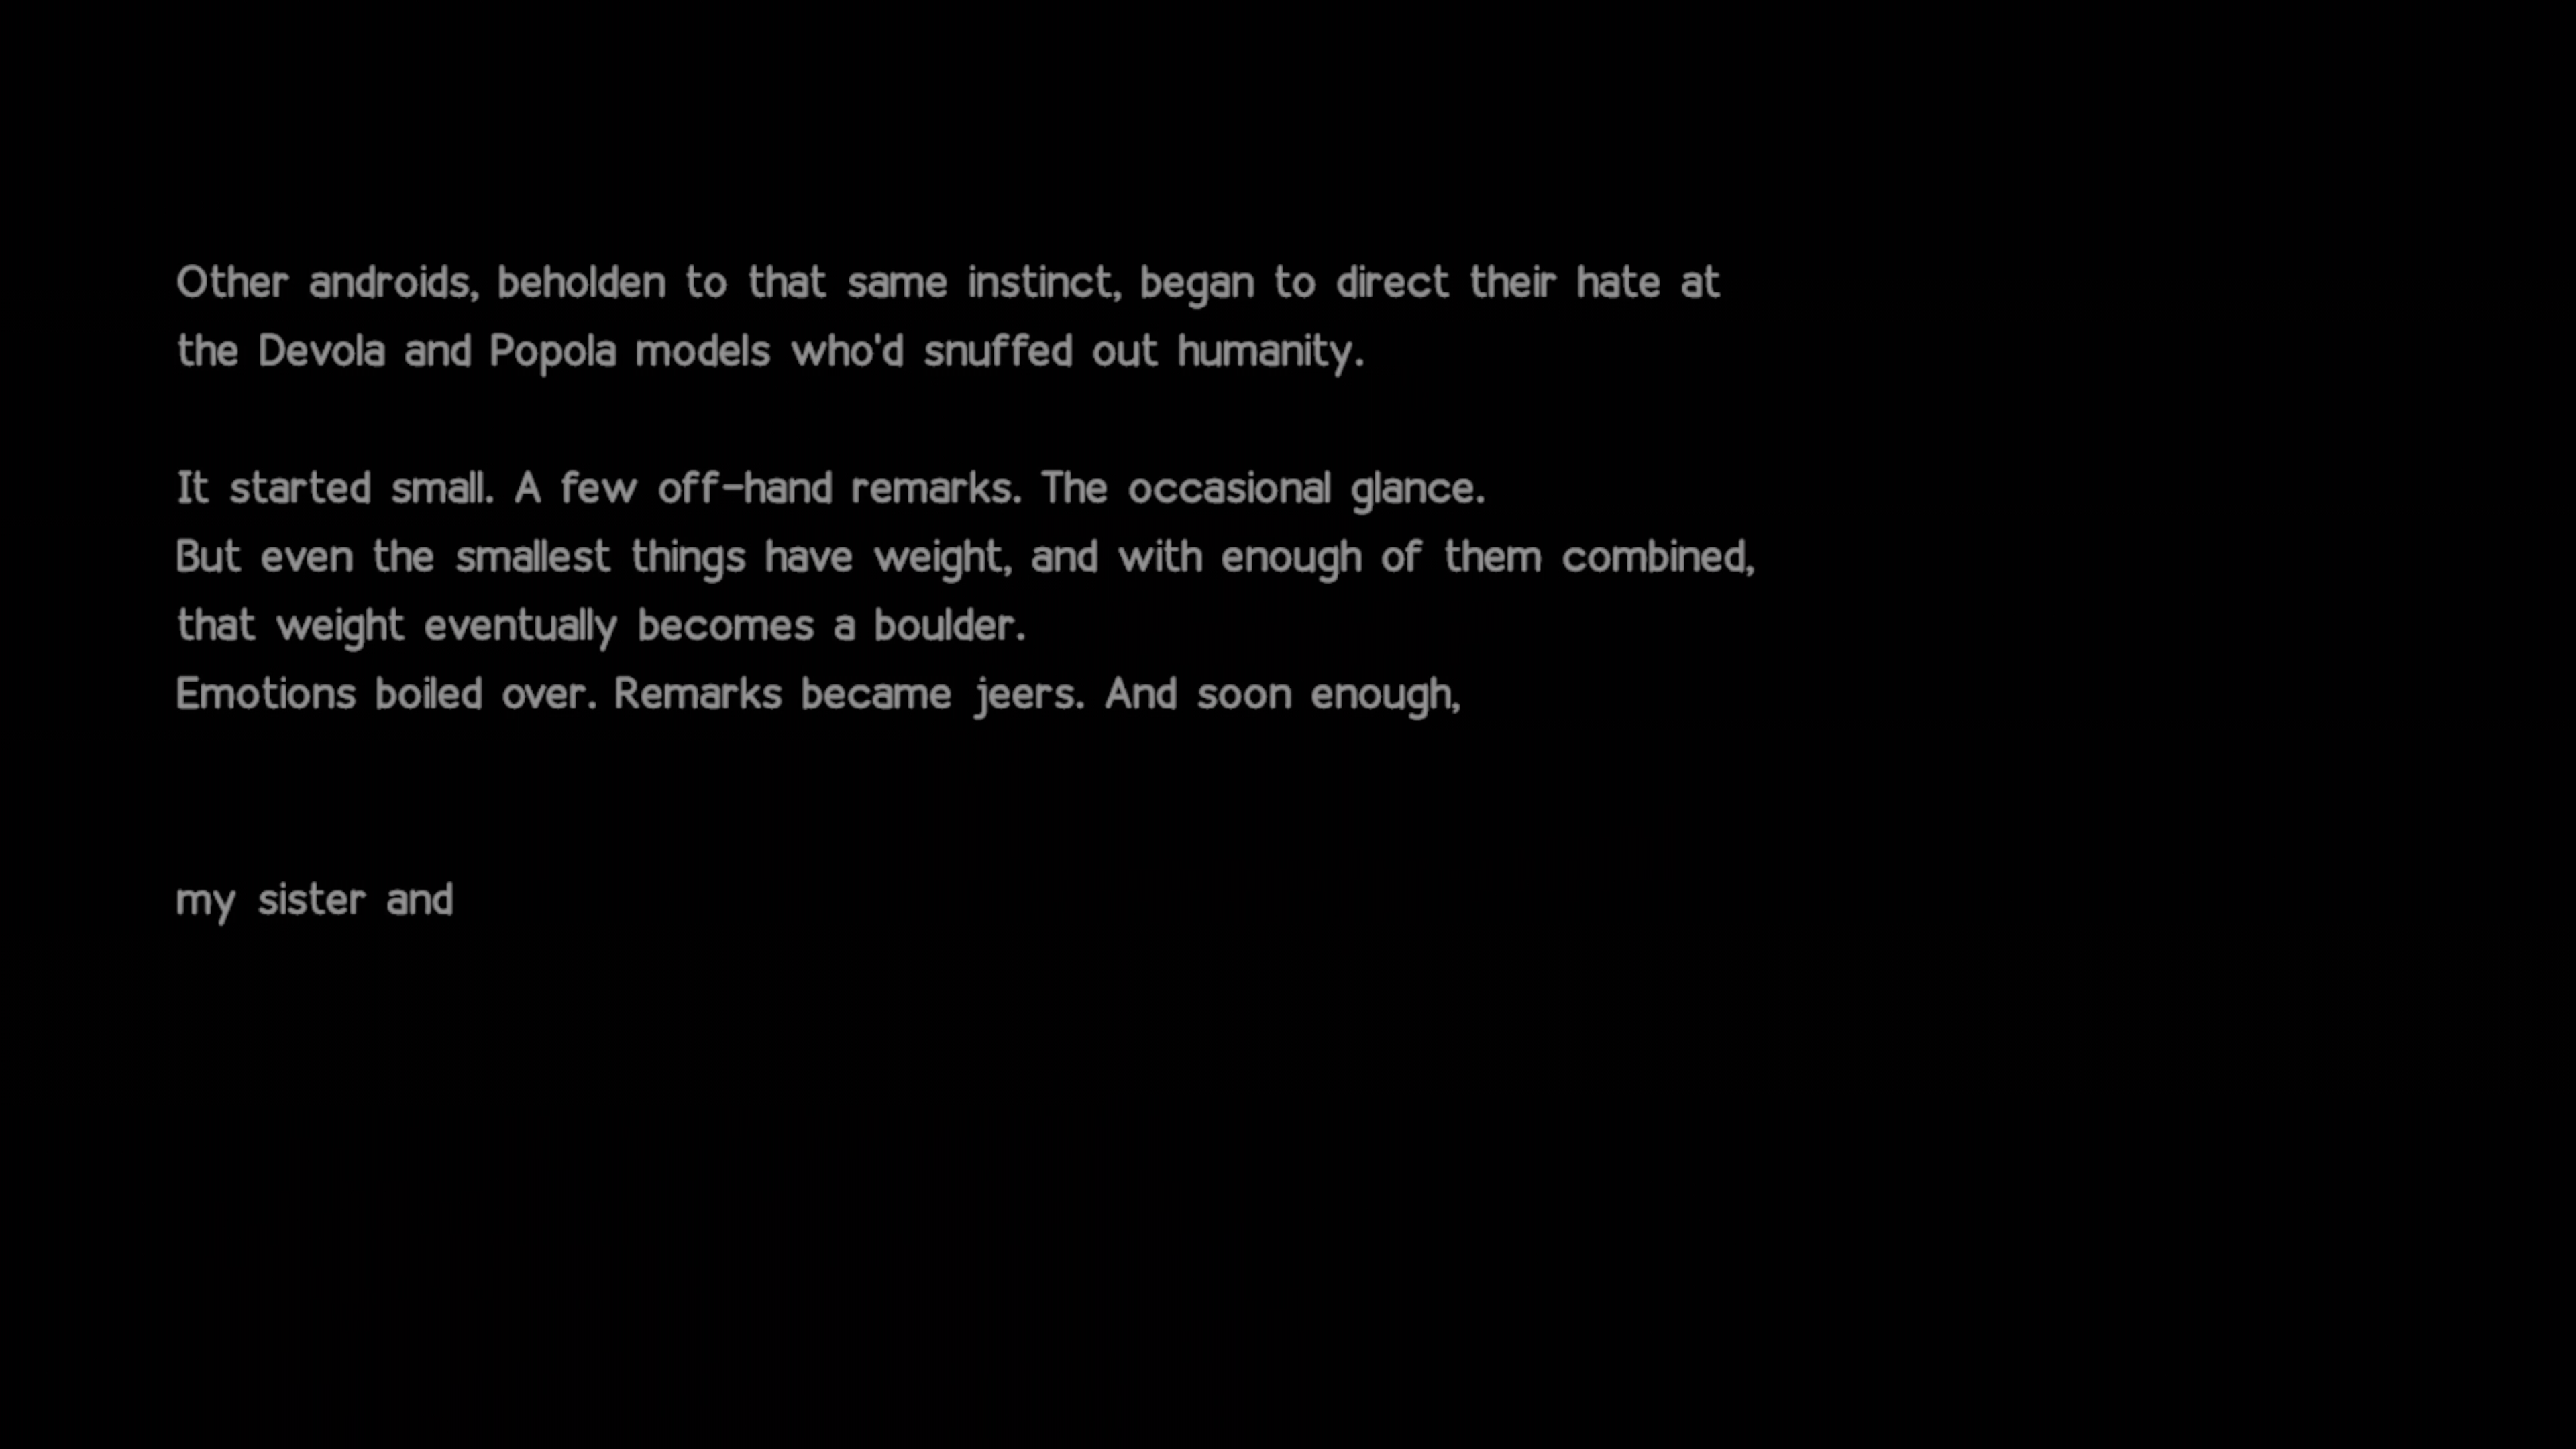 Other androids, beholden to that same instinct, began to direct their hate at
the Devola and Popola models who'd snuffed out humanity.
It started small. A few off-hand remarks. The occasional glance.
But even the smallest things have weight, and with enough of them combined,
that weight eventually becomes a boulder.
Emotions boiled over. Remarks became jeers. And soon enough,
my sister and